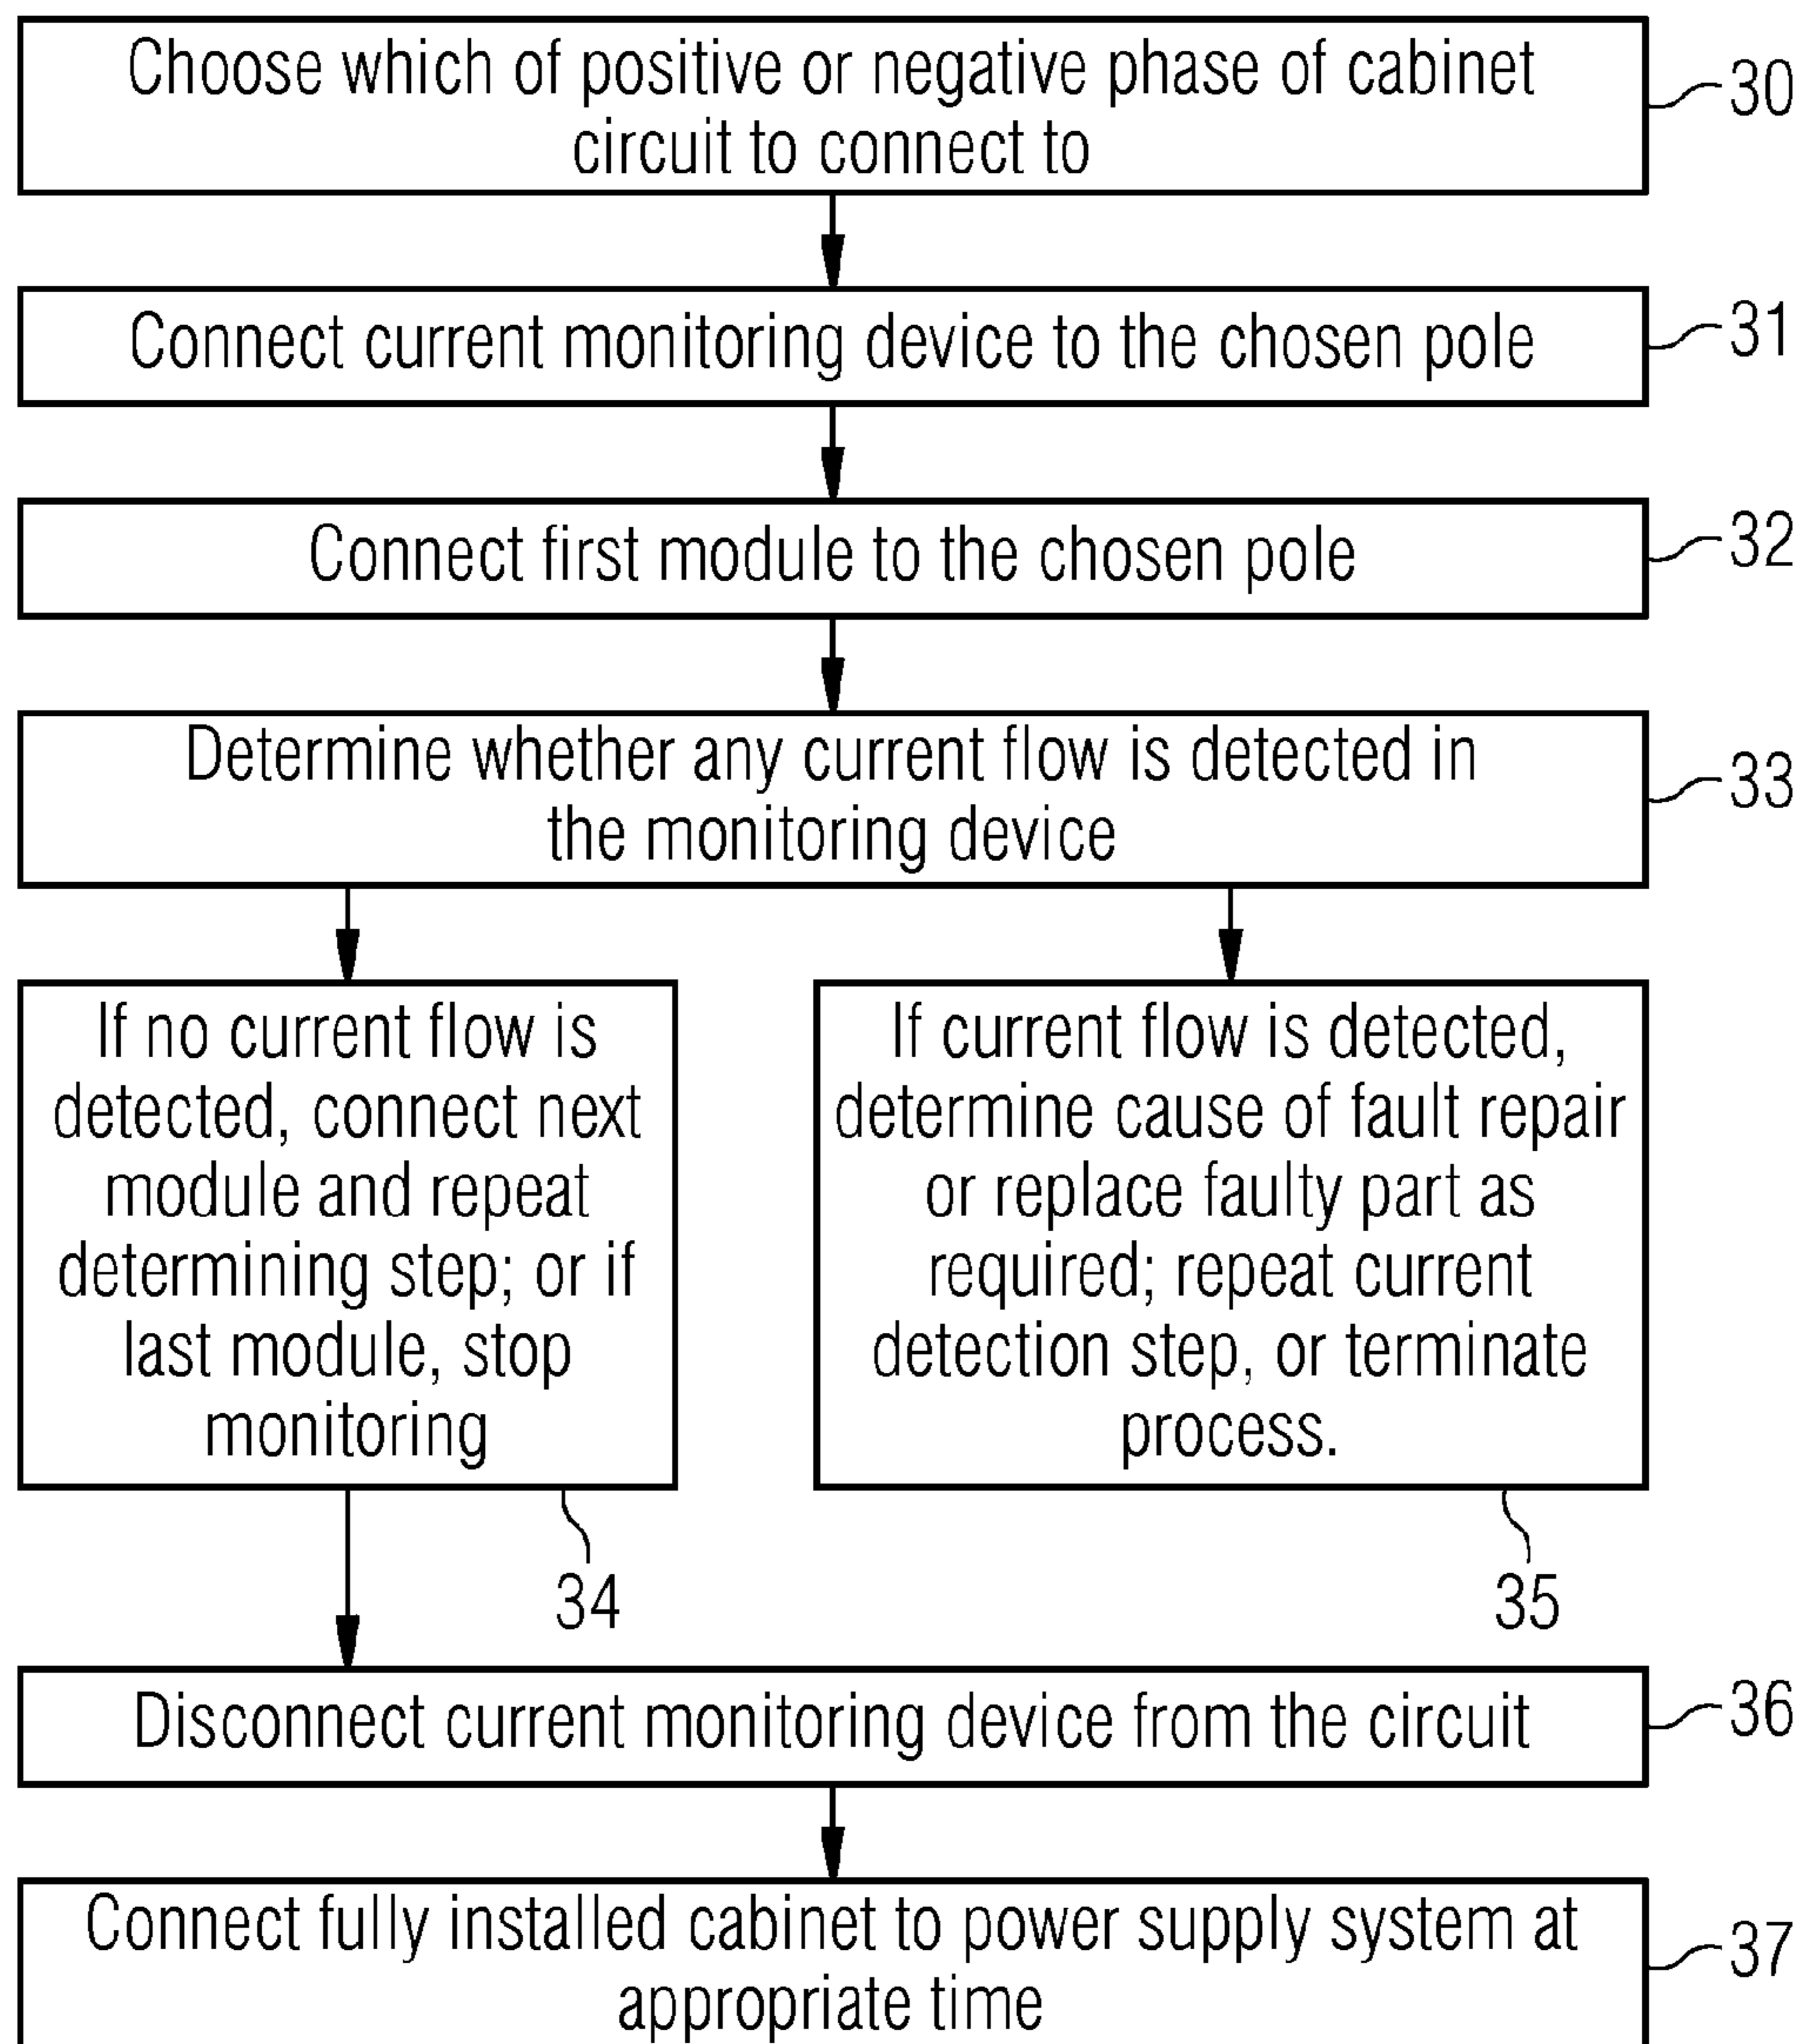 Choose which of positive or negative phase of cabinet
circuit to connect to
30
Connect current monitoring device to the chosen pole
31
Connect first module to the chosen pole
32
Determine whether any current flow is detected in
the monitoring device
33
If no current flow is
detected, connect next
module and repeat
determining step; or if
last module, stop
monitoring
34
If current flow is detected,
determine cause of fault repair
or replace faulty part as
required; repeat current
detection step, or terminate
process.
35
Disconnect current monitoring device from the circuit
36
Connect fully installed cabinet to power supply system at
appropriate time
37